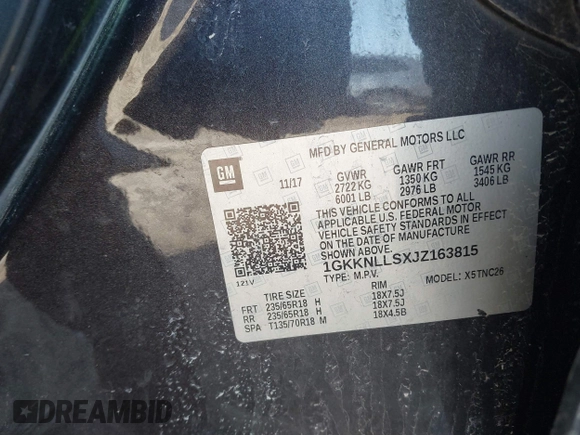 MFD BY GENERAL MOTORS LLC
GM
11/17
GVWR GAWR FRT GAWR RR
2722 KG 1350 KG 1545 KG
6001 LB 2976 LB 3406 LB
THIS VEHICLE CONFORMS TO ALL
APPLICABLE U.S. FEDERAL MOTOR
VEHICLE SAFETY STANDARDS IN EFFECT
ON THE DATE OF MANUFACTURE SHOWN
ABOVE.
1GKKNLLSXJZ163815
121V
TYPE: M.P.V. MODEL: X5TNC26
TIRE SIZE RIM
FRT 235/65R18 H 18X7.5J
RR 235/65R18 H 18X7.5J
SPA T135/70R18 M 18X4.5B
DREAMBID